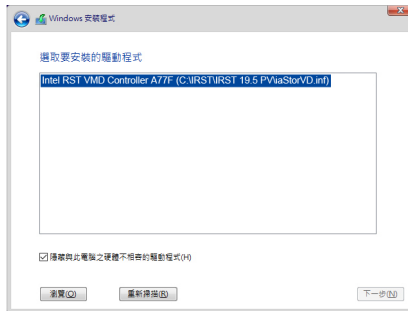 Windows 安裝程式
選取要安裝的驅動程式
Intel RST VMD Controller A77F (C:\IRST\IRST 19.5 PV\iaStorVD.inf)
隱藏與此電腦之硬體不相容的驅動程式(H)
瀏覽(O)
重新掃描(R)
下一步(N)